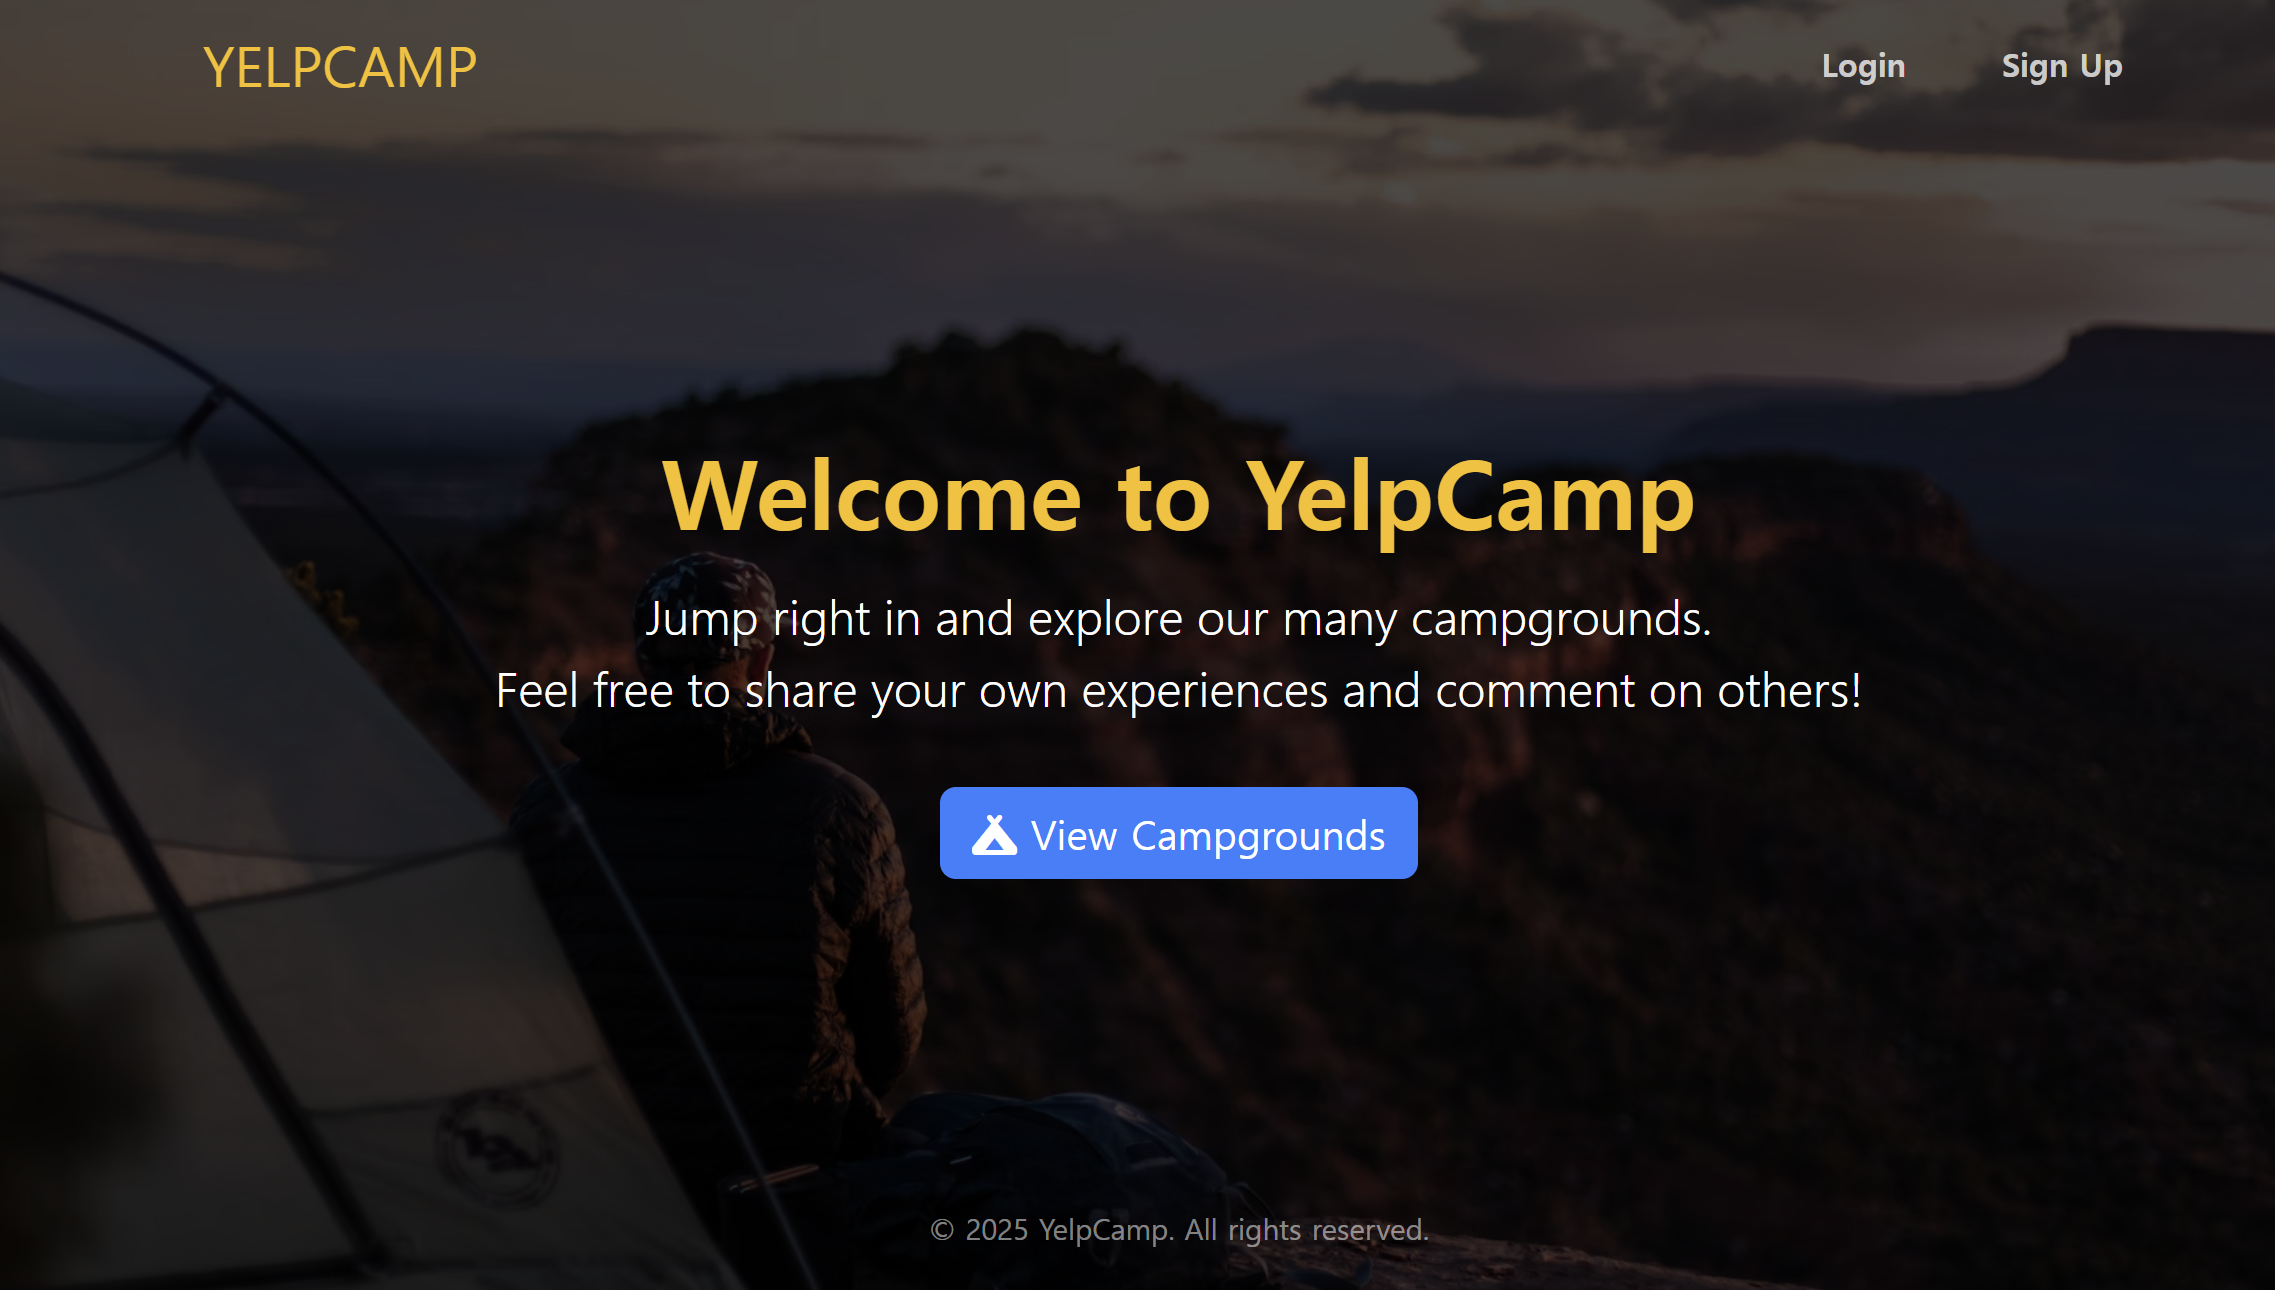 YELPCAMP
Login
Sign Up
Welcome to YelpCamp
Jump right in and explore our many campgrounds.
Feel free to share your own experiences and comment on others!
View Campgrounds
© 2025 YelpCamp. All rights reserved.